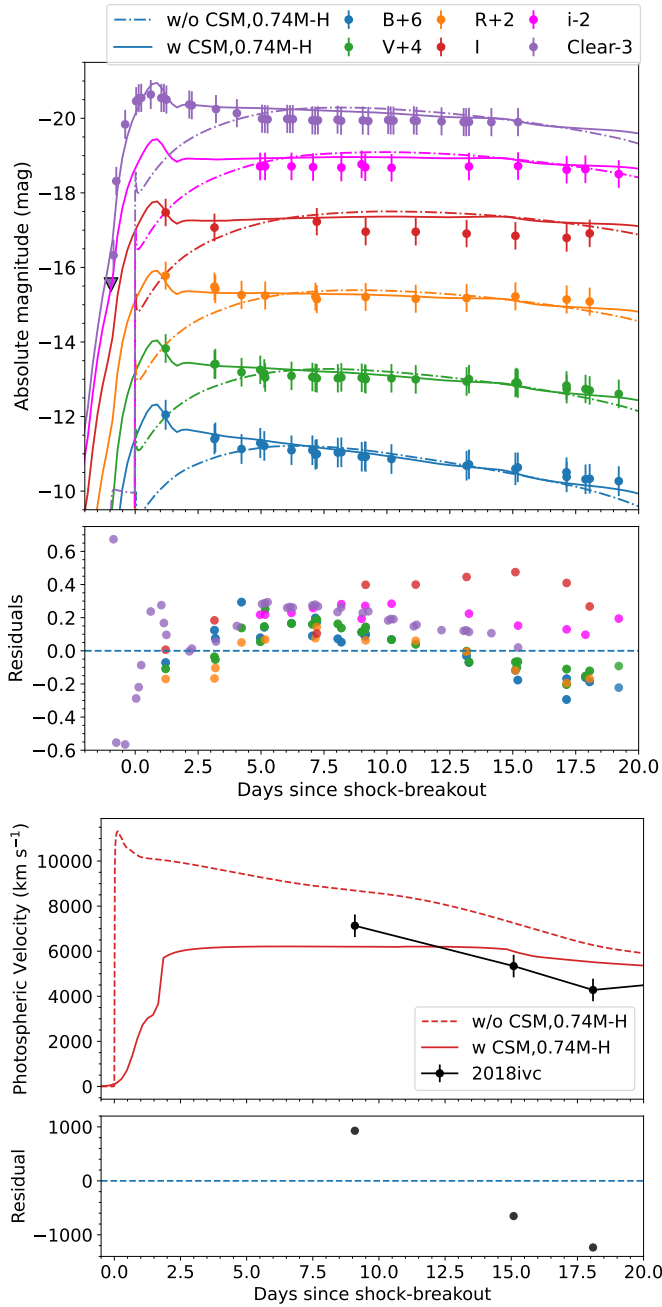 w/o CSM,0.74M-H B+6 R+2 i-2
w CSM,0.74M-H V+4 I Clear-3
Absolute magnitude (mag)
−20
−18
−16
−14
−12
−10
Residuals
0.6
0.4
0.2
0.0
−0.2
−0.4
−0.6
0.0 2.5 5.0 7.5 10.0 12.5 15.0 17.5 20.0
Days since shock-breakout
Photospheric Velocity (km s⁻¹)
10000
8000
6000
4000
2000
0
w/o CSM,0.74M-H
w CSM,0.74M-H
2018ivc
Residual
1000
0
−1000
0.0 2.5 5.0 7.5 10.0 12.5 15.0 17.5 20.0
Days since shock-breakout